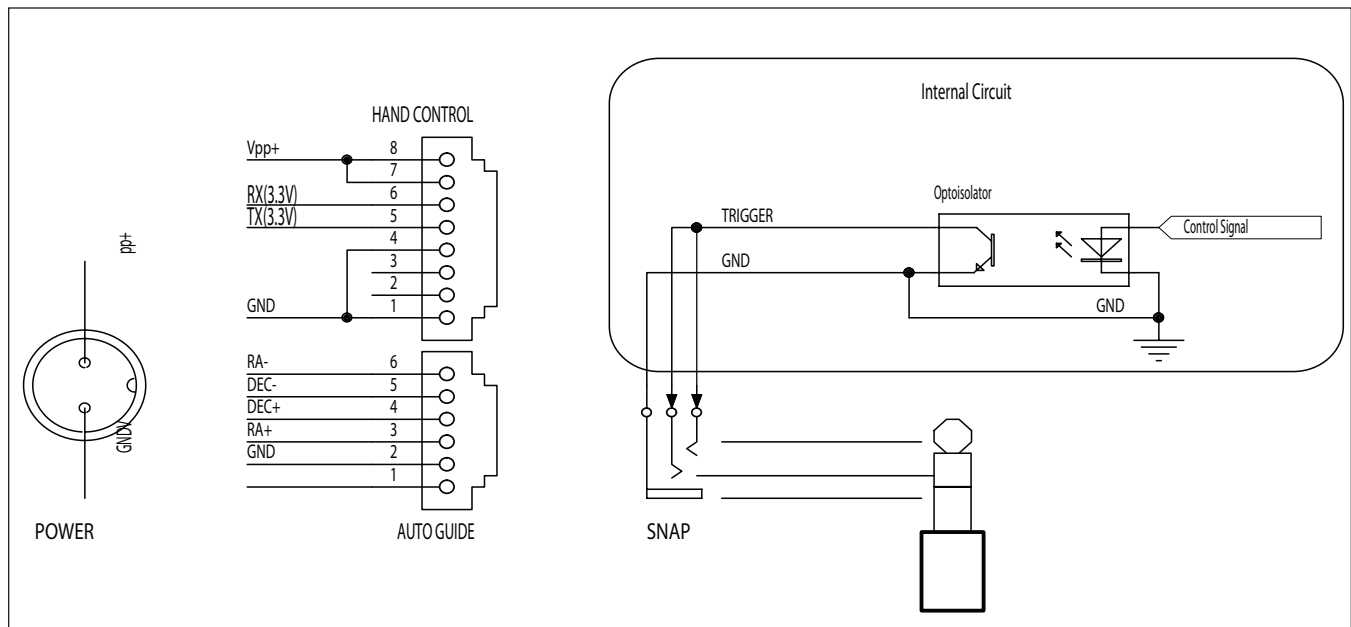 pp+
GNDV
POWER
HAND CONTROL
Vpp+
8
7
RX(3.3V)
6
TX(3.3V)
5
4
3
2
GND
1
RA-
6
DEC-
5
DEC+
4
RA+
3
GND
2
1
AUTO GUIDE
Internal Circuit
Optoisolator
TRIGGER
Control Signal
GND
GND
SNAP